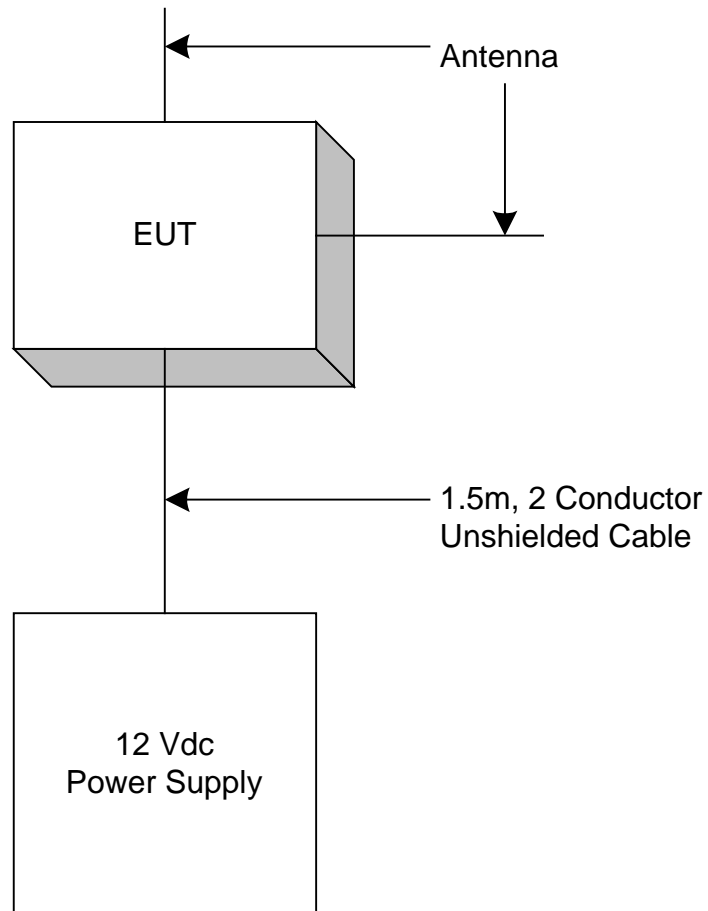 Antenna
EUT
1.5m, 2 Conductor
Unshielded Cable
12 Vdc
Power Supply